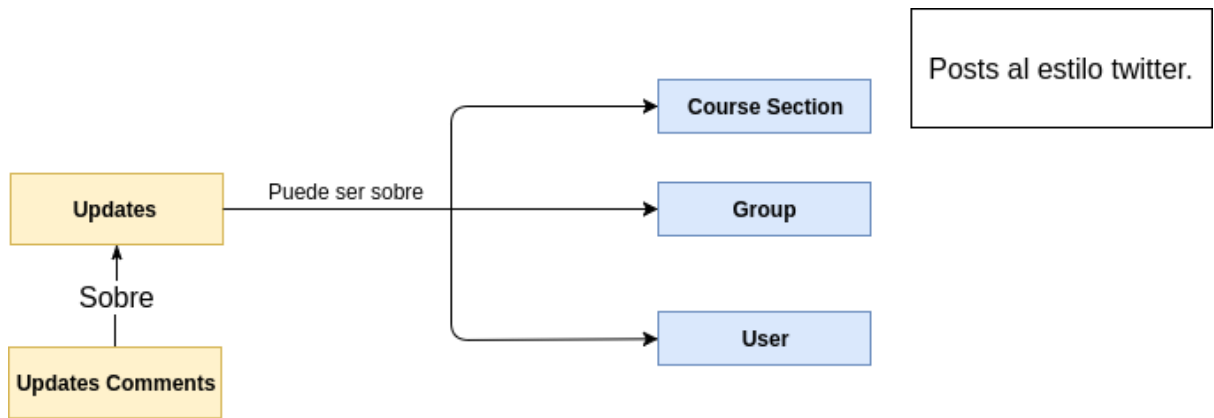 Posts al estilo twitter.
Course Section
Puede ser sobre
Updates
Group
Sobre
User
Updates Comments